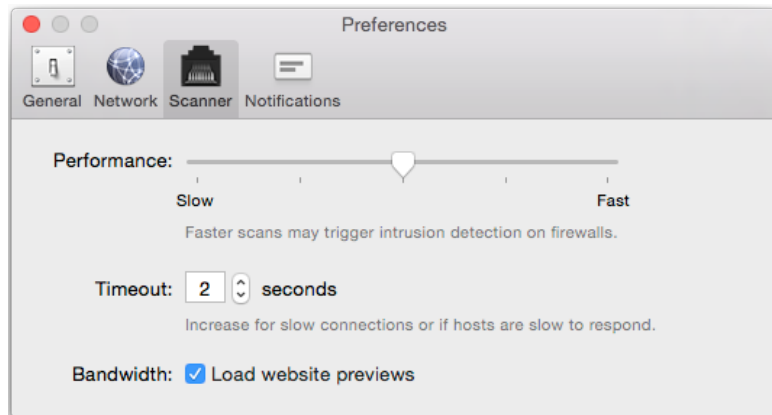 Preferences
General Network Scanner Notifications
Performance:
Slow Fast
Faster scans may trigger intrusion detection on firewalls.
Timeout: 2 seconds
Increase for slow connections or if hosts are slow to respond.
Bandwidth: Load website previews